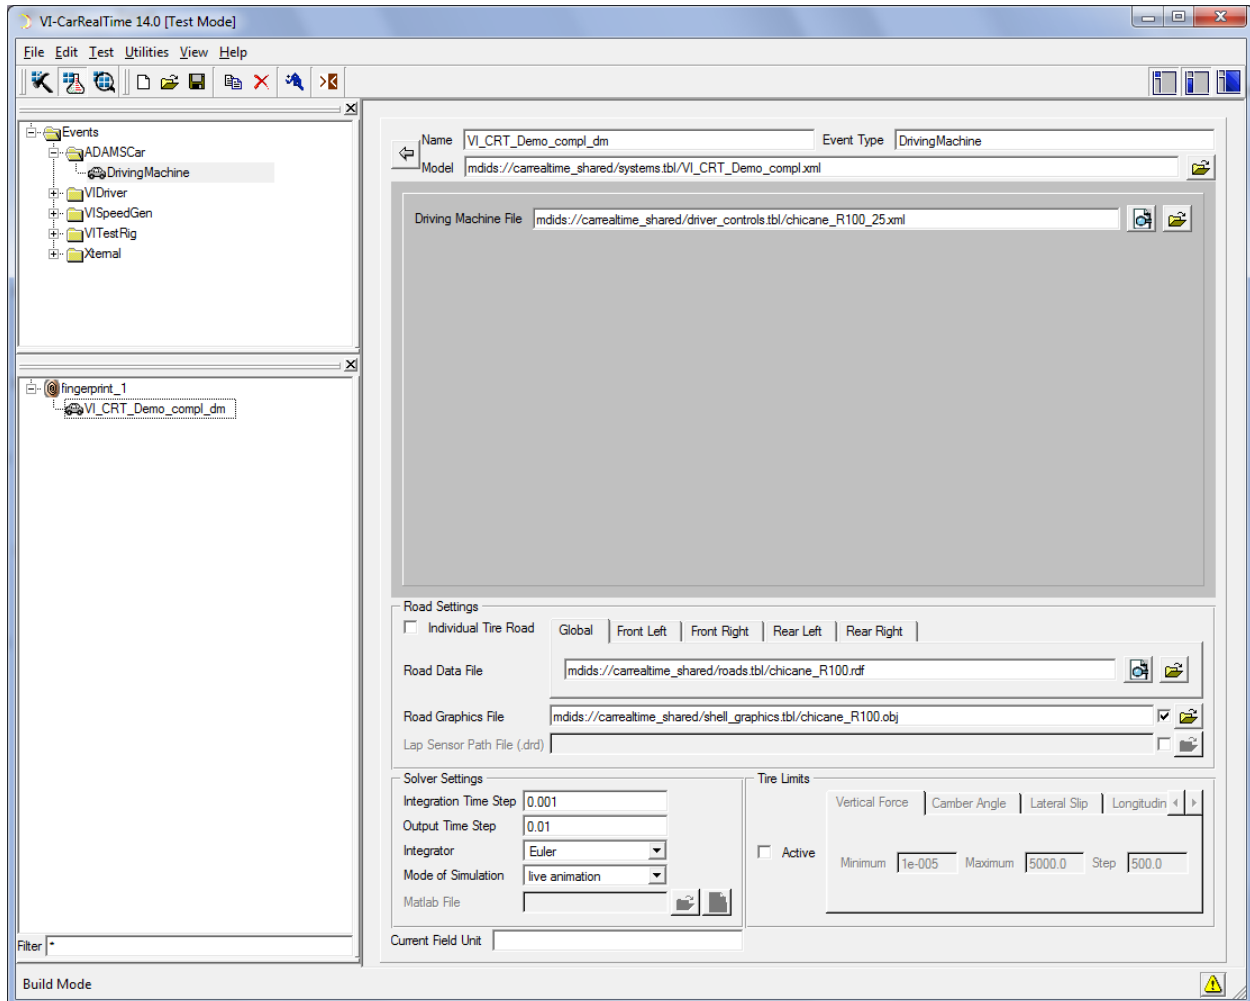 VI-CarRealTime 14.0 [Test Mode]
File Edit Test Utilities View Help
Events
ADAMSCar
DrivingMachine
VIDriver
VISpeedGen
VITestRig
Xternal
fingerprint_1
VI_CRT_Demo_compl_dm
Filter *
Name VI_CRT_Demo_compl_dm Event Type DrivingMachine
Model mdids://carrealtime_shared/systems.tbl/VI_CRT_Demo_compl.xml
Driving Machine File mdids://carrealtime_shared/driver_controls.tbl/chicane_R100_25.xml
Road Settings
Individual Tire Road Global Front Left Front Right Rear Left Rear Right
Road Data File mdids://carrealtime_shared/roads.tbl/chicane_R100.rdf
Road Graphics File mdids://carrealtime_shared/shell_graphics.tbl/chicane_R100.obj
Lap Sensor Path File (.drd)
Solver Settings
Integration Time Step 0.001
Output Time Step 0.01
Integrator Euler
Mode of Simulation live animation
Matlab File
Tire Limits
Vertical Force Camber Angle Lateral Slip Longitudin
Active
Minimum 1e-005 Maximum 5000.0 Step 500.0
Current Field Unit
Build Mode